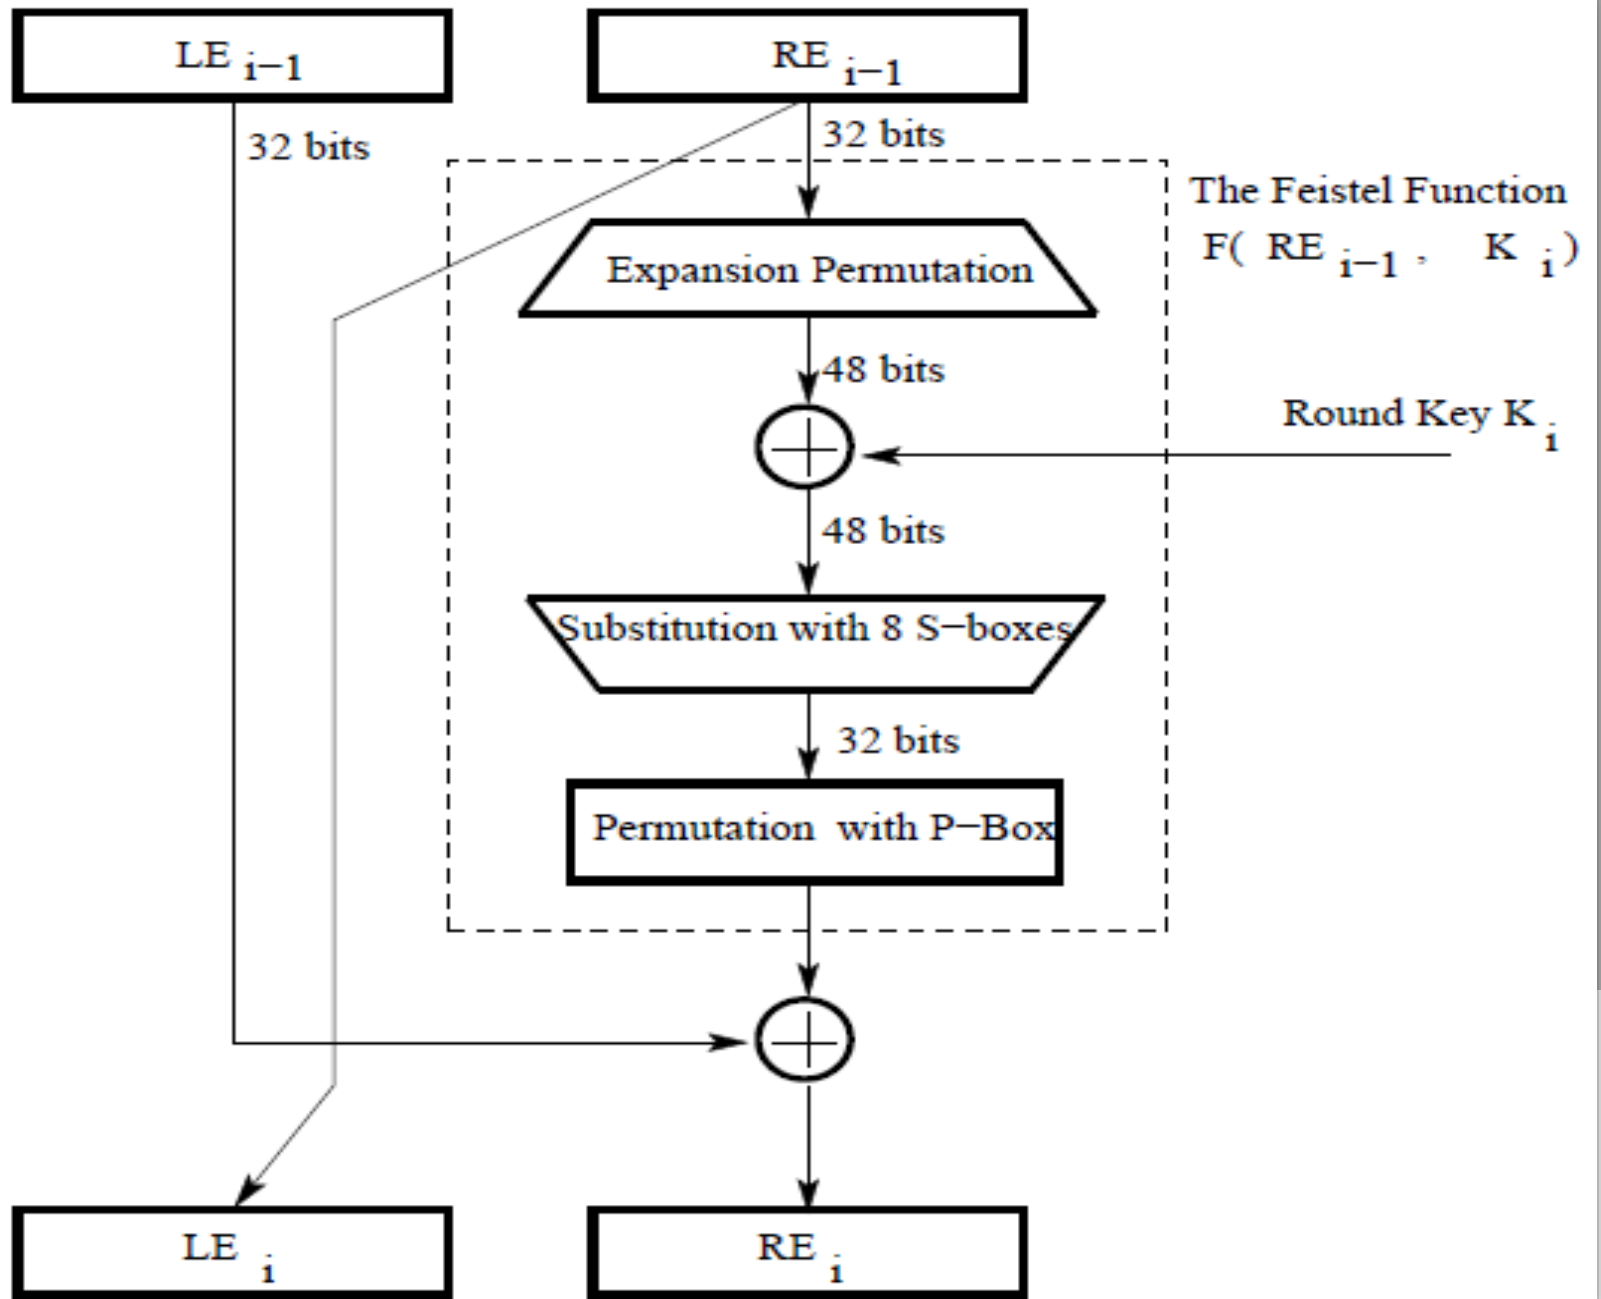 LE i−1
RE i−1
32 bits
32 bits
The Feistel Function
F( RE i−1 , K i )
Expansion Permutation
48 bits
Round Key K i
48 bits
Substitution with 8 S−boxes
32 bits
Permutation with P−Box
LE i
RE i